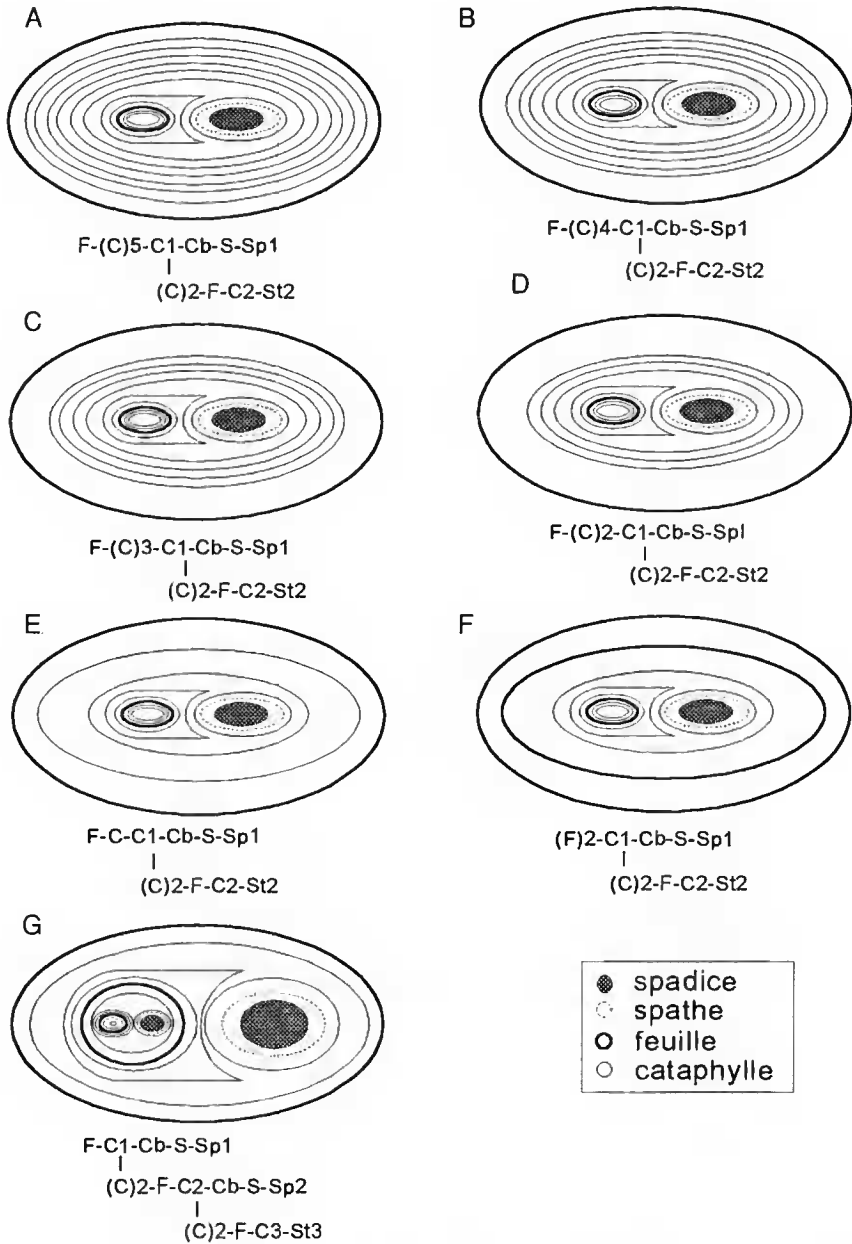 A
F-(C)5-C1-Cb-S-Sp1
(C)2-F-C2-St2
B
F-(C)4-C1-Cb-S-Sp1
(C)2-F-C2-St2
C
F-(C)3-C1-Cb-S-Sp1
(C)2-F-C2-St2
D
F-(C)2-C1-Cb-S-Spl
(C)2-F-C2-St2
E
F-C-C1-Cb-S-Sp1
(C)2-F-C2-St2
F
(F)2-C1-Cb-S-Sp1
(C)2-F-C2-St2
G
F-C1-Cb-S-Sp1
(C)2-F-C2-Cb-S-Sp2
(C)2-F-C3-St3
spadice
spathe
feuille
cataphylle